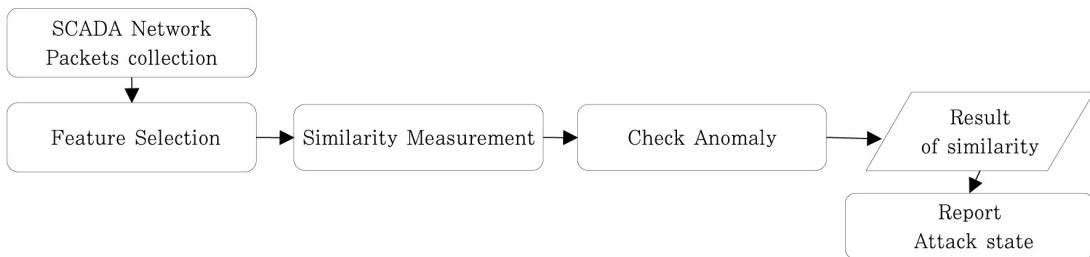 SCADA Network
Packets collection
Feature Selection
Similarity Measurement
Check Anomaly
Result
of similarity
Report
Attack state